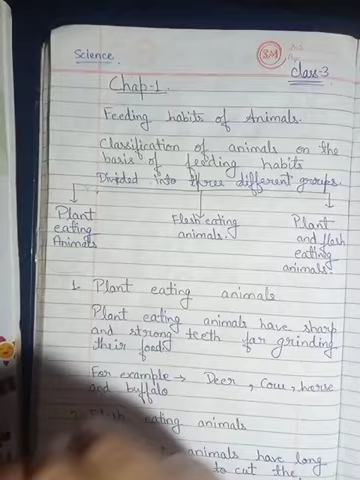 Science
SM
Class-3
Chap-1.
Feeding habits of Animals.
Classification of animals on the
basis of feeding habits
Divided into three different groups.
Plant
eating
Animals
Flesh eating
animals.
Plant
and flesh
eating
animals
1. Plant eating animals
Plant eating animals have sharp
and strong teeth for grinding
their foods
For example → Deer, Cow, horse
and buffalo
eating animals
animals have long
to cut the